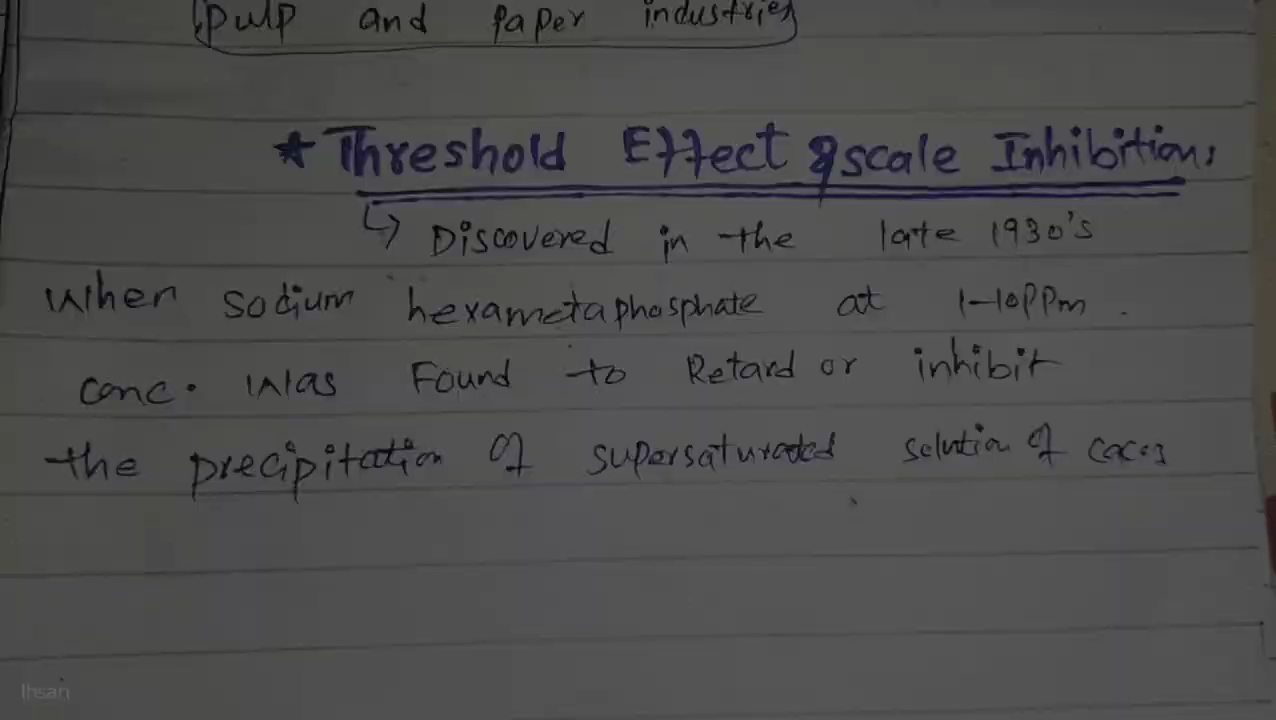 pulp and paper industries
* Threshold Effect & scale Inhibition:
↳ Discovered in the late 1930's
When sodium hexametaphosphate at 1-10ppm.
conc. was Found to Retard or inhibit
the precipitation of supersaturated solution of CaCO3
Ihsan